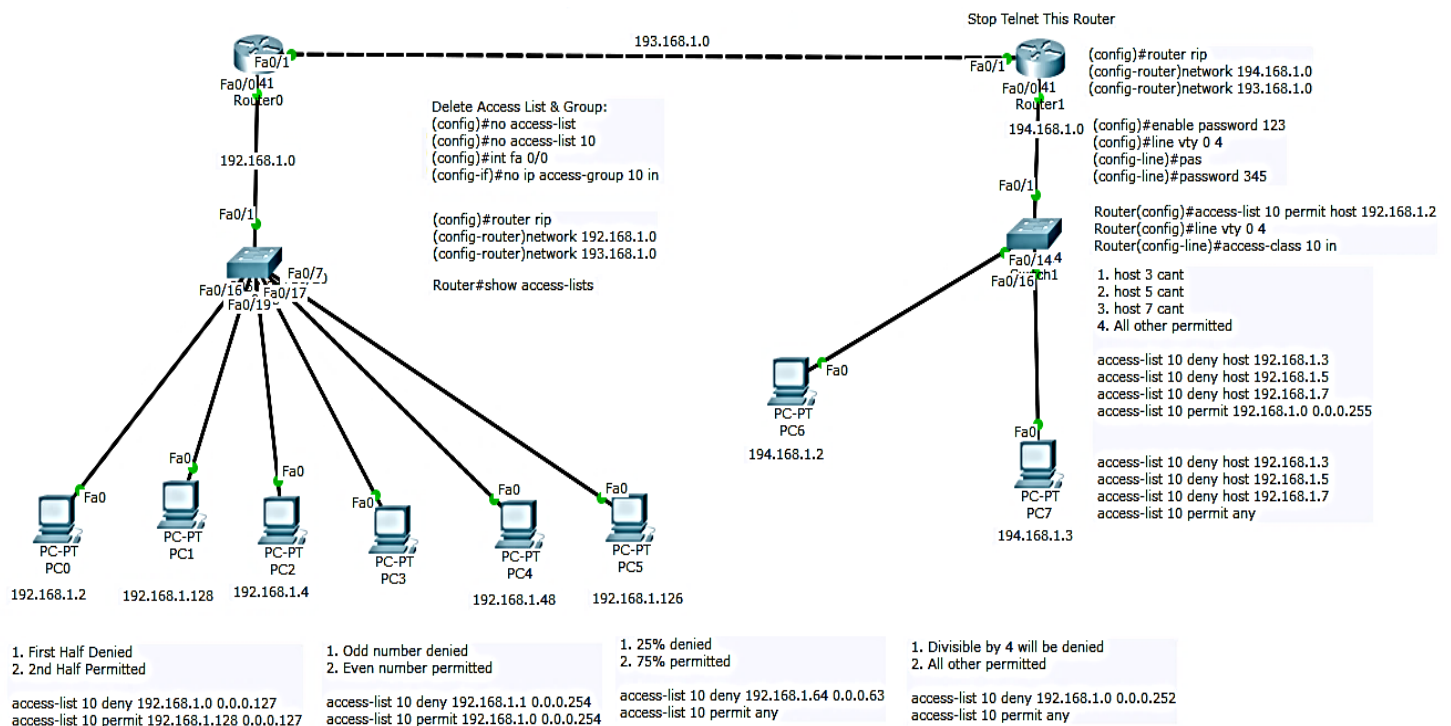 Stop Telnet This Router
193.168.1.0
Fa0/1
Fa0/0
41
Router0
192.168.1.0
Fa0/1
Delete Access List & Group:
(config)#no access-list
(config)#no access-list 10
(config)#int fa 0/0
(config-if)#no ip access-group 10 in
(config)#router rip
(config-router)network 192.168.1.0
(config-router)network 193.168.1.0
Router#show access-lists
Fa0/1
Fa0/0
41
Router1
194.168.1.0
Fa0/1
(config)#router rip
(config-router)network 194.168.1.0
(config-router)network 193.168.1.0
(config)#enable password 123
(config)#line vty 0 4
(config-line)#pas
(config-line)#password 345
Router(config)#access-list 10 permit host 192.168.1.2
Router(config)#line vty 0 4
Router(config-line)#access-class 10 in
1. host 3 cant
2. host 5 cant
3. host 7 cant
4. All other permitted
access-list 10 deny host 192.168.1.3
access-list 10 deny host 192.168.1.5
access-list 10 deny host 192.168.1.7
access-list 10 permit 192.168.1.0 0.0.0.255
access-list 10 deny host 192.168.1.3
access-list 10 deny host 192.168.1.5
access-list 10 deny host 192.168.1.7
access-list 10 permit any
Fa0/7
Fa0/16
Fa0/17
Fa0/19
Fa0/14
Fa0/16
Fa0
PC-PT
PC0
192.168.1.2
Fa0
PC-PT
PC1
192.168.1.128
Fa0
PC-PT
PC2
192.168.1.4
Fa0
PC-PT
PC3
Fa0
PC-PT
PC4
192.168.1.48
Fa0
PC-PT
PC5
192.168.1.126
Fa0
PC-PT
PC6
194.168.1.2
Fa0
PC-PT
PC7
194.168.1.3
1. First Half Denied
2. 2nd Half Permitted
access-list 10 deny 192.168.1.0 0.0.0.127
access-list 10 permit 192.168.1.128 0.0.0.127
1. Odd number denied
2. Even number permitted
access-list 10 deny 192.168.1.1 0.0.0.254
access-list 10 permit 192.168.1.0 0.0.0.254
1. 25% denied
2. 75% permitted
access-list 10 deny 192.168.1.64 0.0.0.63
access-list 10 permit any
1. Divisible by 4 will be denied
2. All other permitted
access-list 10 deny 192.168.1.0 0.0.0.252
access-list 10 permit any